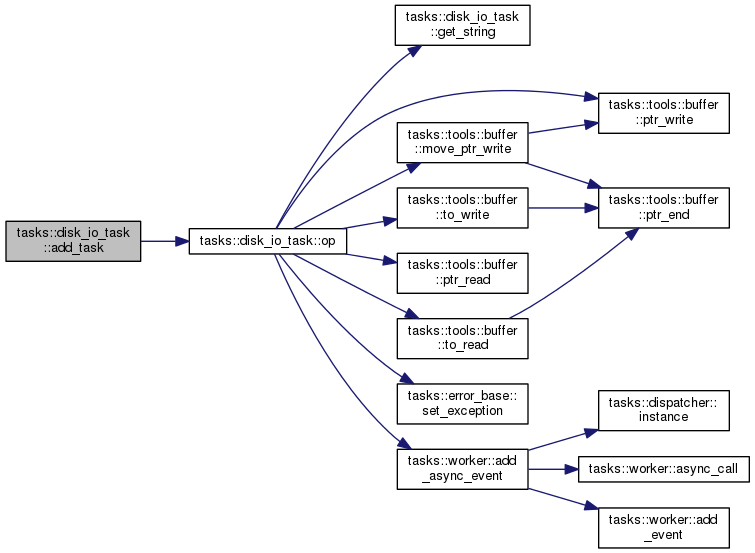 tasks::disk_io_task
::add_task
tasks::disk_io_task::op
tasks::disk_io_task
::get_string
tasks::tools::buffer
::move_ptr_write
tasks::tools::buffer
::to_write
tasks::tools::buffer
::ptr_read
tasks::tools::buffer
::to_read
tasks::error_base::
set_exception
tasks::worker::add
_async_event
tasks::tools::buffer
::ptr_write
tasks::tools::buffer
::ptr_end
tasks::dispatcher::
instance
tasks::worker::async_call
tasks::worker::add
_event